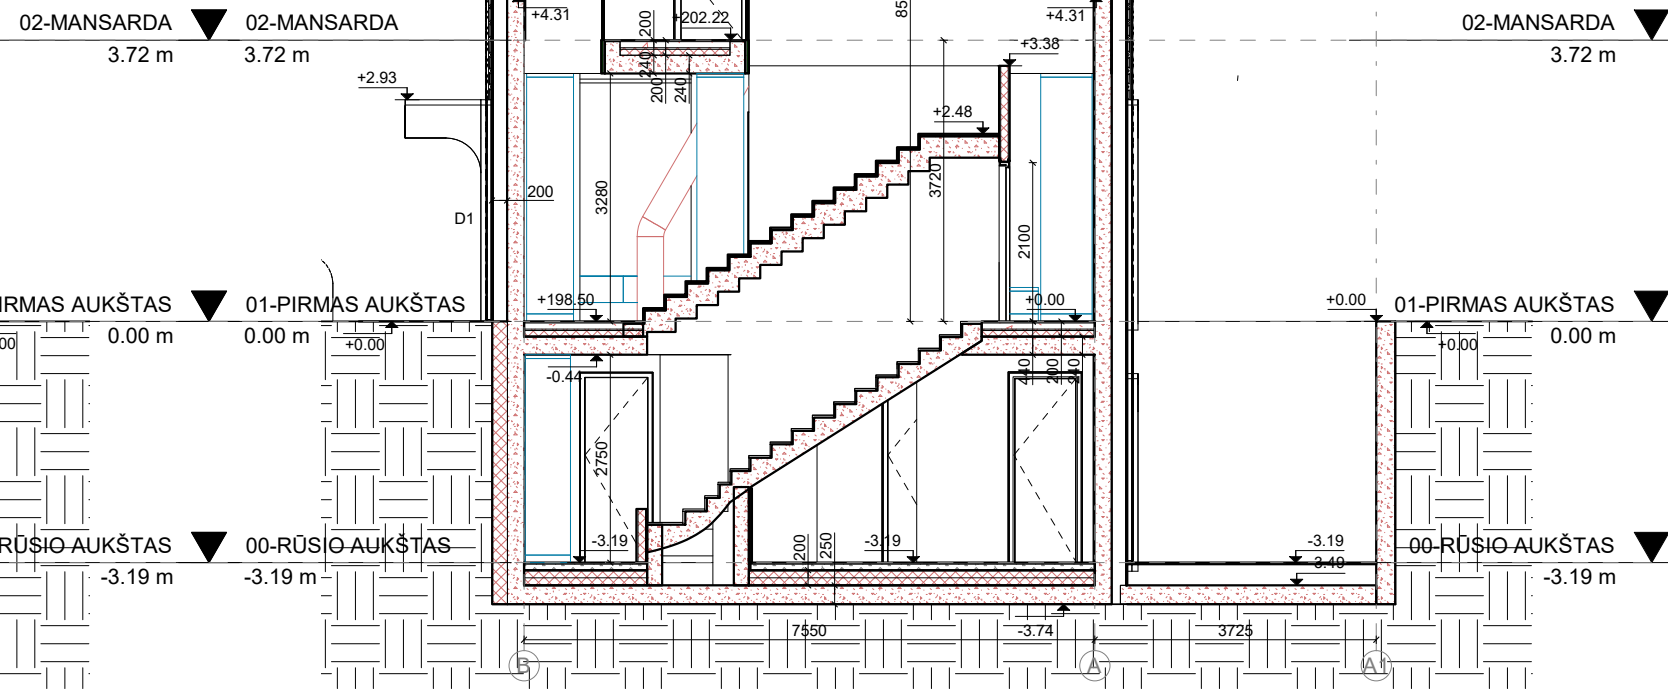 02-MANSARDA
3.72 m
02-MANSARDA
3.72 m
+4.31
200
+202.22
+4.31
02-MANSARDA
3.72 m
+3.38
+2.93
240
200
240
+2.48
200
D1
3280
3720
2100
IRMAS AUKŠTAS
0.00 m
01-PIRMAS AUKŠTAS
0.00 m
+198.50
+0.00
+0.00
01-PIRMAS AUKŠTAS
0.00 m
00
+0.00
+0.00
-0.44
440
200
240
2750
RŪSIO AUKŠTAS
-3.19 m
00-RŪSIO AUKŠTAS
-3.19 m
-3.19
200
250
-3.19
-3.19
-3.49
00-RŪSIO AUKŠTAS
-3.19 m
7550
-3.74
3725
B
A
A1